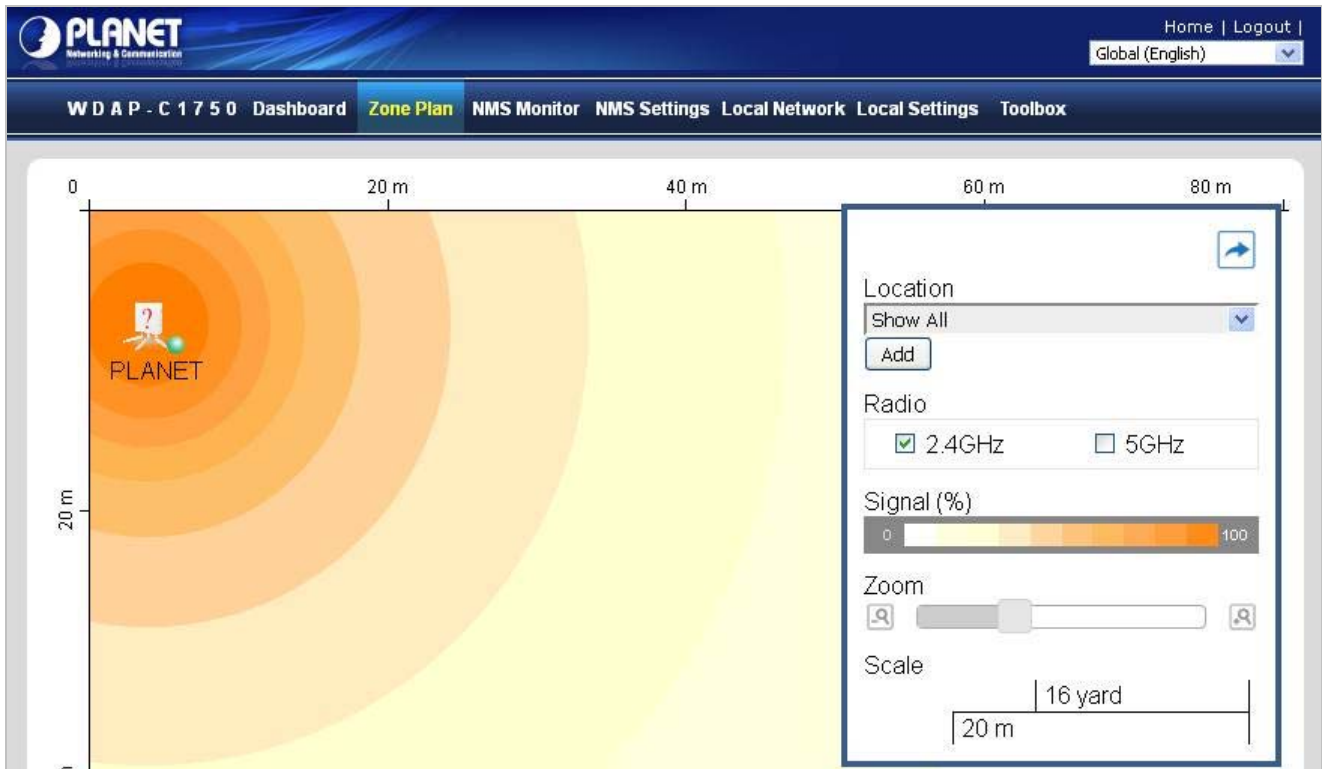 PLANET
Networking & Communication
Home | Logout |
Global (English)
WDAP-C1750 Dashboard Zone Plan NMS Monitor NMS Settings Local Network Local Settings Toolbox
0 20 m 40 m 60 m 80 m
Location
Show All
Add
?
PLANET
Radio
2.4GHz 5GHz
20 m
Signal (%)
0 100
Zoom
Scale
16 yard
20 m